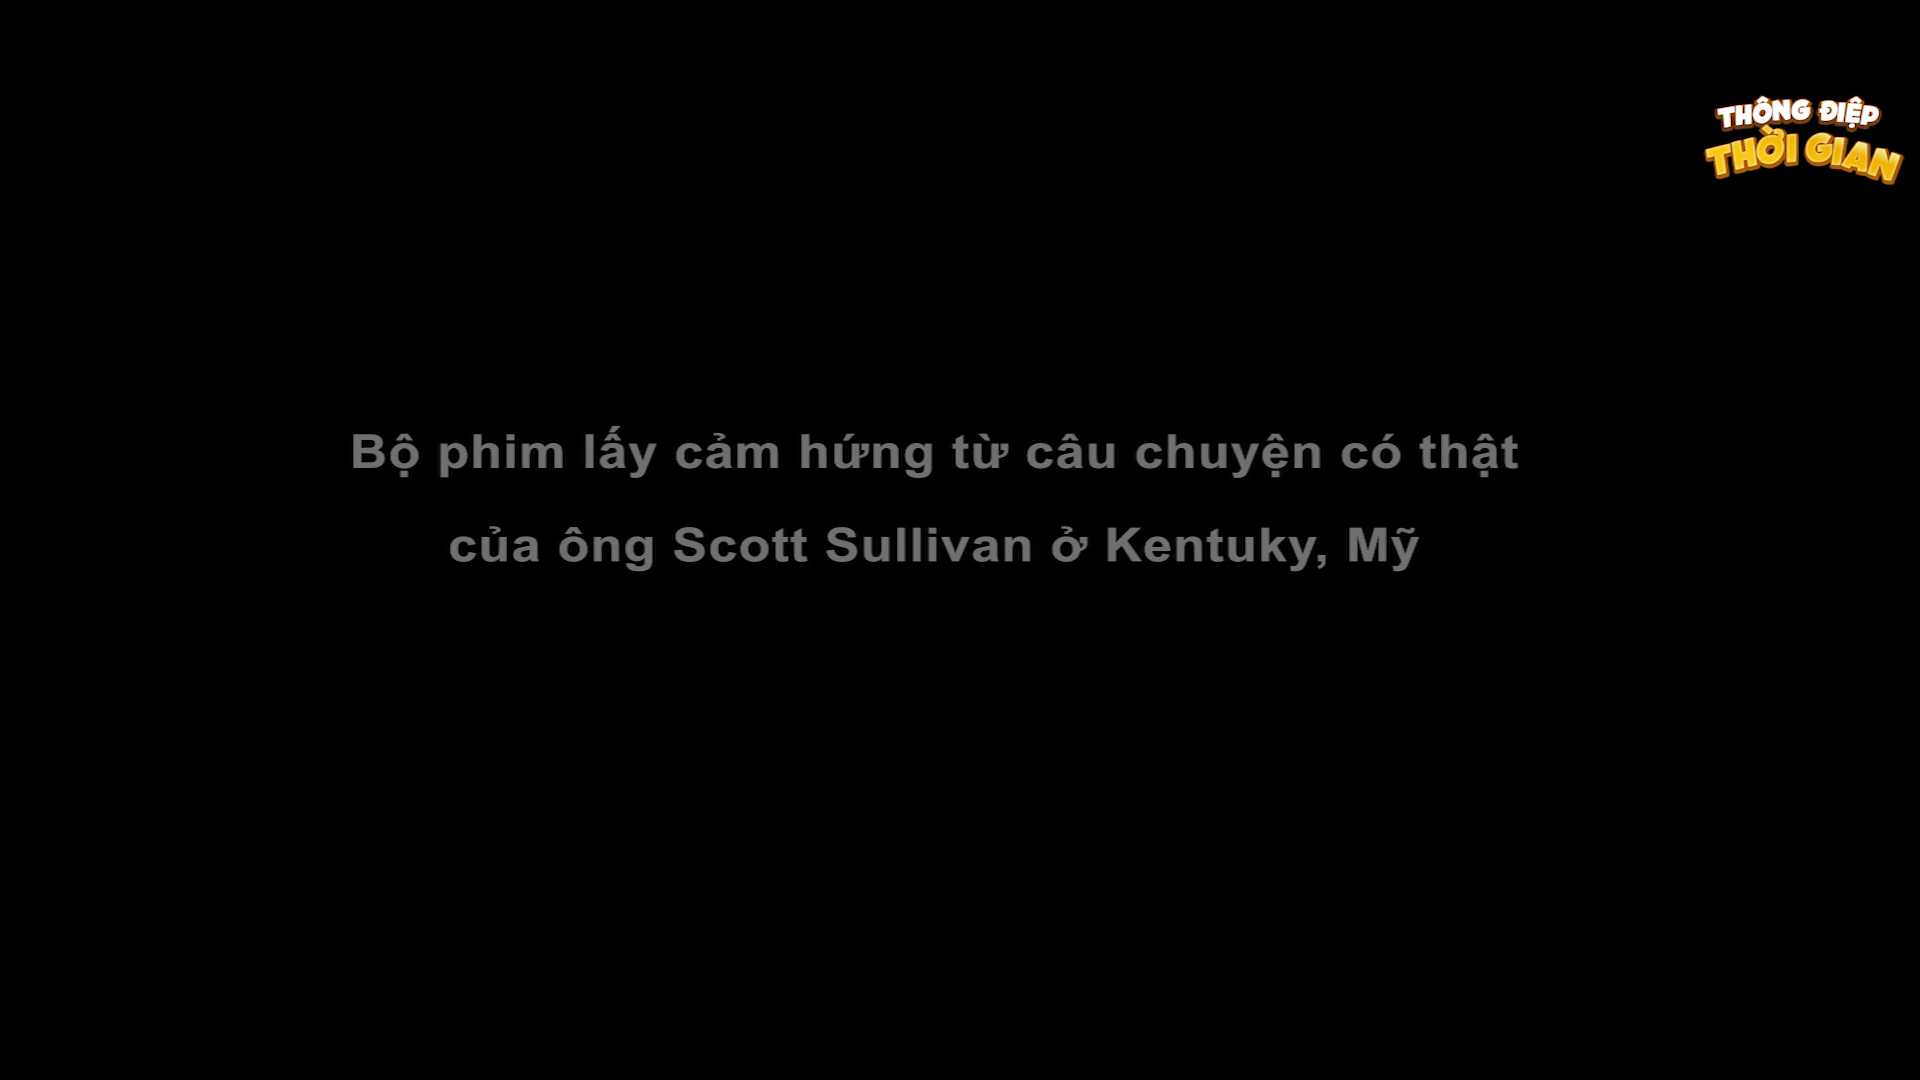 THÔNG ĐIỆP
THỜI GIAN
Bộ phim lấy cảm hứng từ câu chuyện có thật
của ông Scott Sullivan ở Kentuky, Mỹ